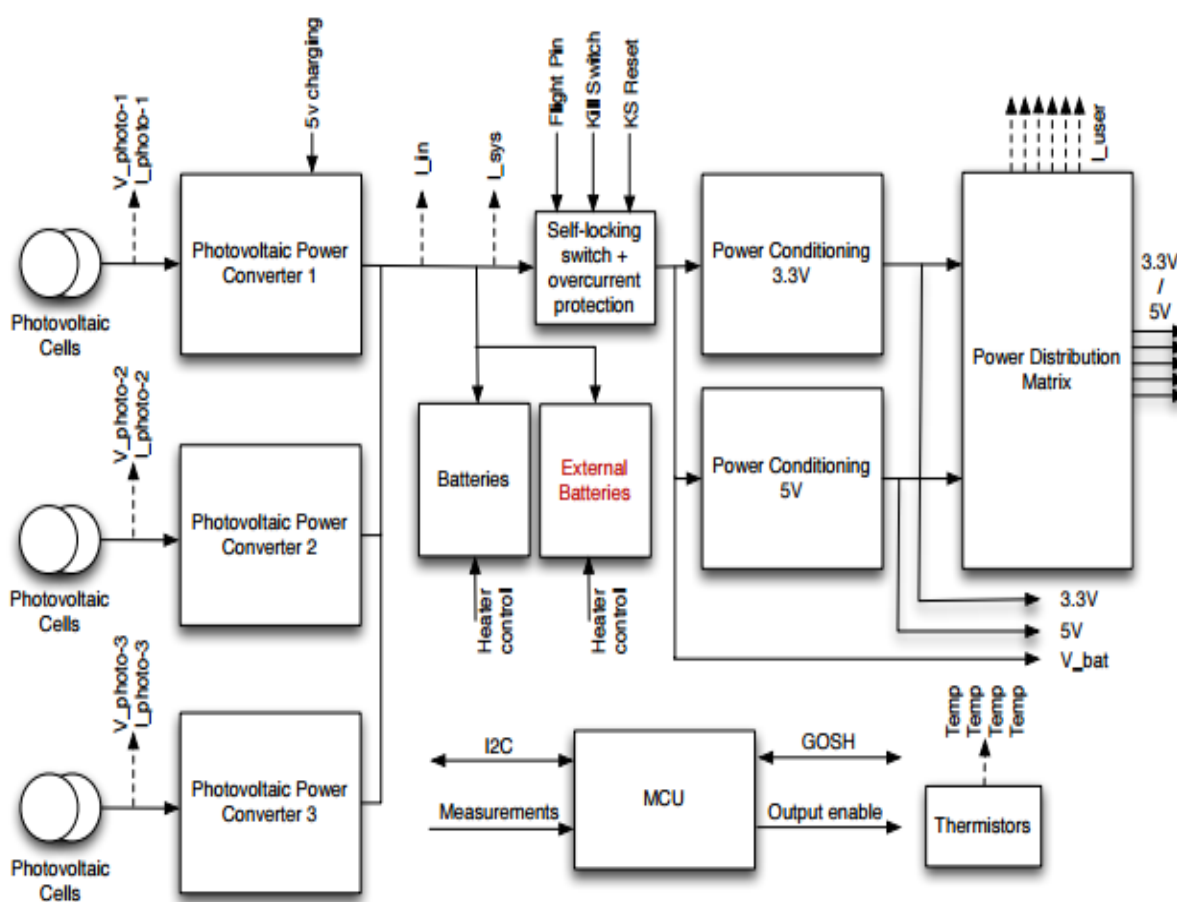 V_photo-1
I_photo-1
5v charging
I_in
I_sys
Flight Pin
Kill Switch
KS Reset
I_user
Photovoltaic Power
Converter 1
Self-locking
switch +
overcurrent
protection
Power Conditioning
3.3V
Power Distribution
Matrix
3.3V
/
5V
Photovoltaic
Cells
V_photo-2
I_photo-2
Photovoltaic Power
Converter 2
Batteries
External
Batteries
Power Conditioning
5V
Photovoltaic
Cells
Heater
control
Heater
control
3.3V
5V
V_bat
V_photo-3
I_photo-3
Photovoltaic Power
Converter 3
I2C
Measurements
MCU
GOSH
Output enable
Temp
Temp
Temp
Temp
Thermistors
Photovoltaic
Cells